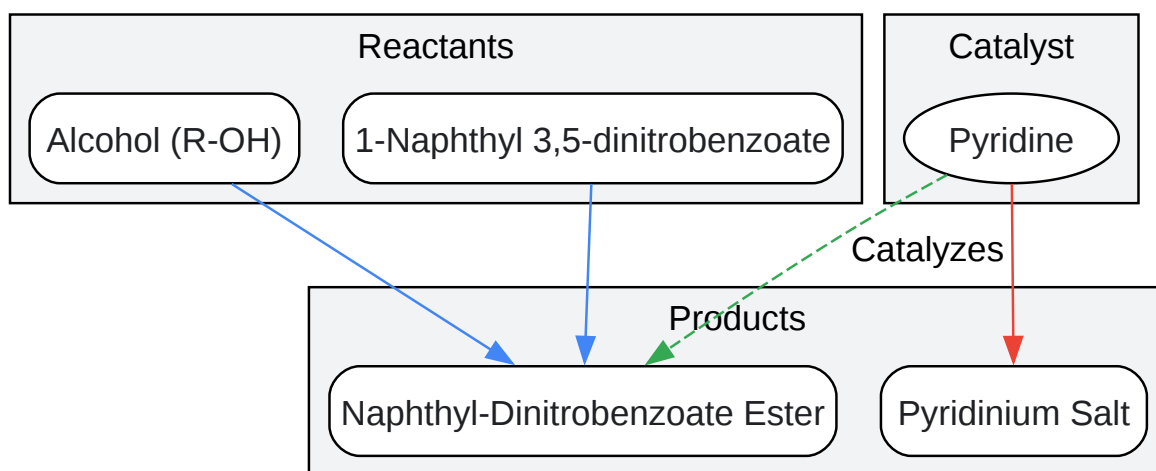 Reactants
Catalyst
Alcohol (R-OH)
1-Naphthyl 3,5-dinitrobenzoate
Pyridine
Catalyzes
Products
Naphthyl-Dinitrobenzoate Ester
Pyridinium Salt